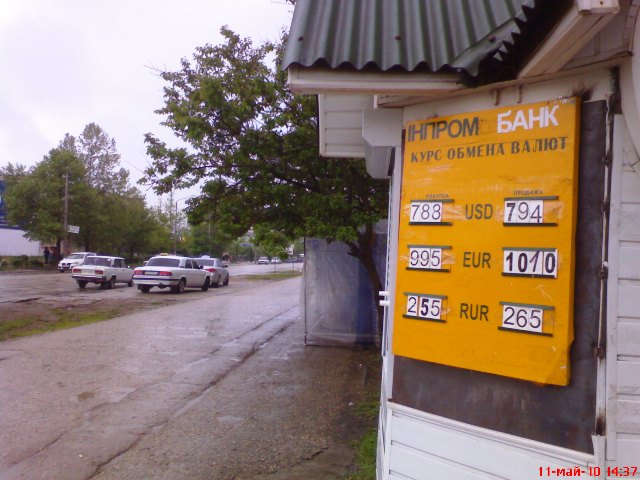 ІНПРОМ БАНК
КУРС ОБМЕНА ВАЛЮТ
ПОКУПКА ПРОДАЖА
788 USD 794
995 EUR 1010
255 RUR 265
11-май-10 14:37